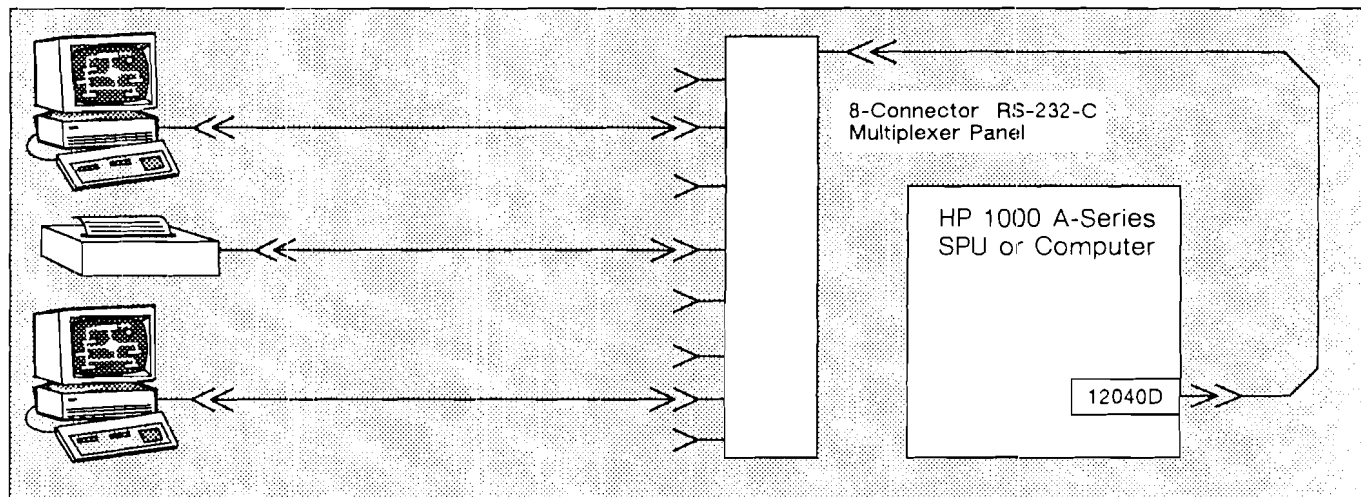 8-Connector RS-232-C
Multiplexer Panel
HP 1000 A-Series
SPU or Computer
12040D